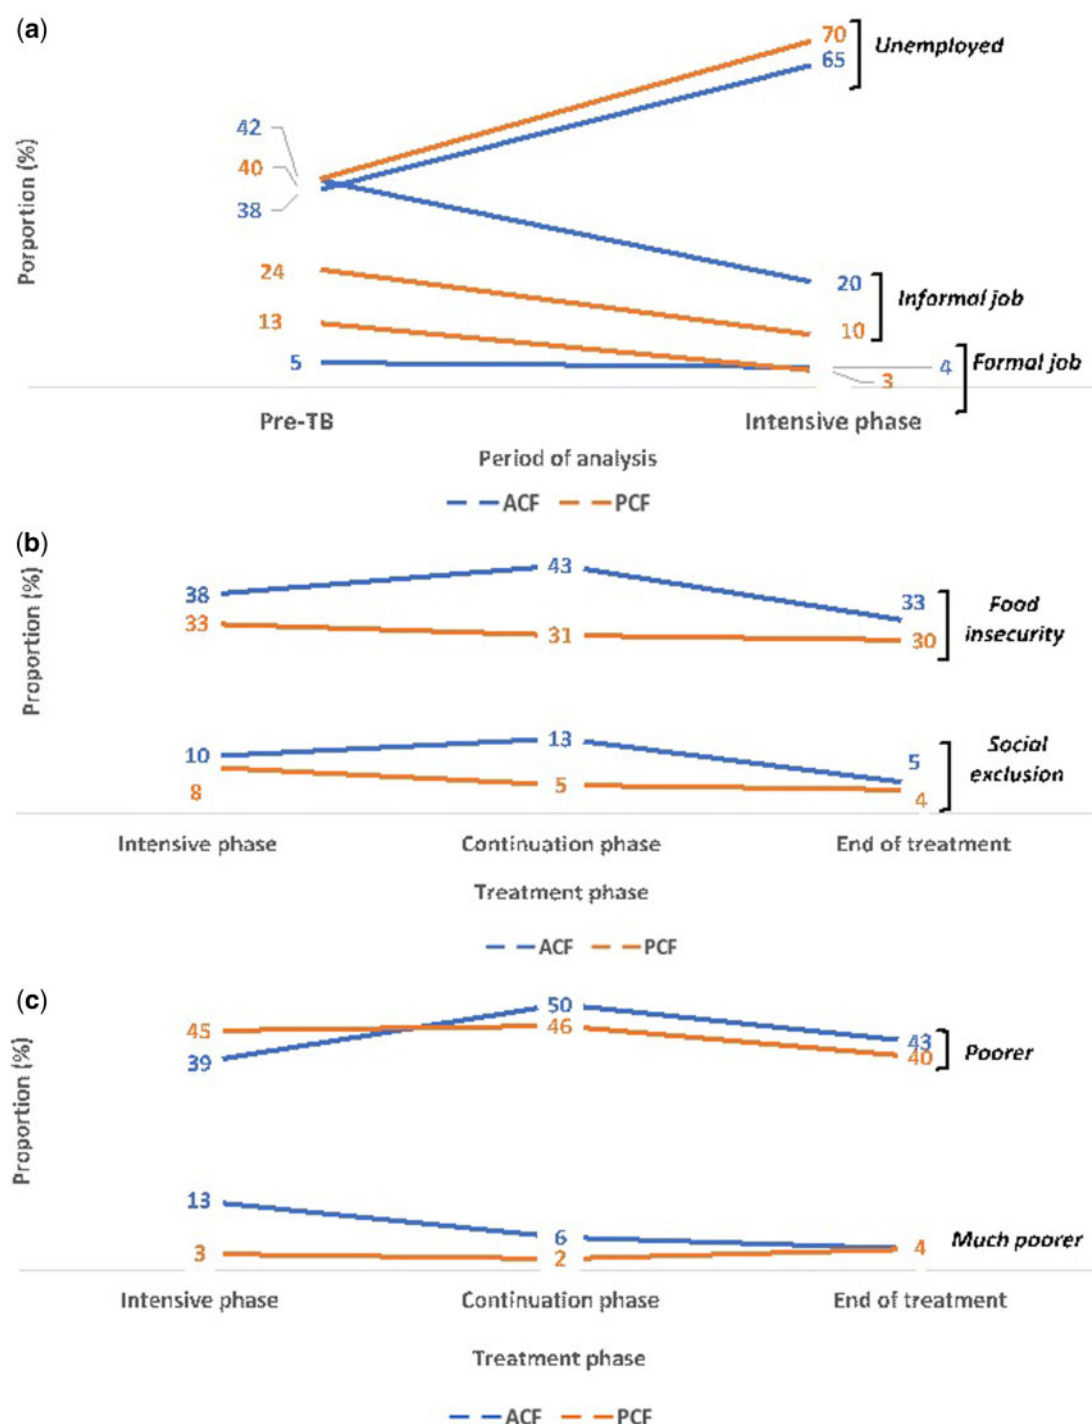 (a)
70
Unemployed
65
42
40
38
Porportion (%)
24
20
Informal job
13
10
5
4
Formal job
3
Pre-TB
Intensive phase
Period of analysis
ACF
PCF
(b)
43
38
33
Food
insecurity
33
31
30
Proportion (%)
10
13
5
Social
exclusion
8
5
4
Intensive phase
Continuation phase
End of treatment
Treatment phase
ACF
PCF
(c)
50
45
46
43
39
40
Poorer
Proportion (%)
13
6
4
Much poorer
3
2
Intensive phase
Continuation phase
End of treatment
Treatment phase
ACF
PCF